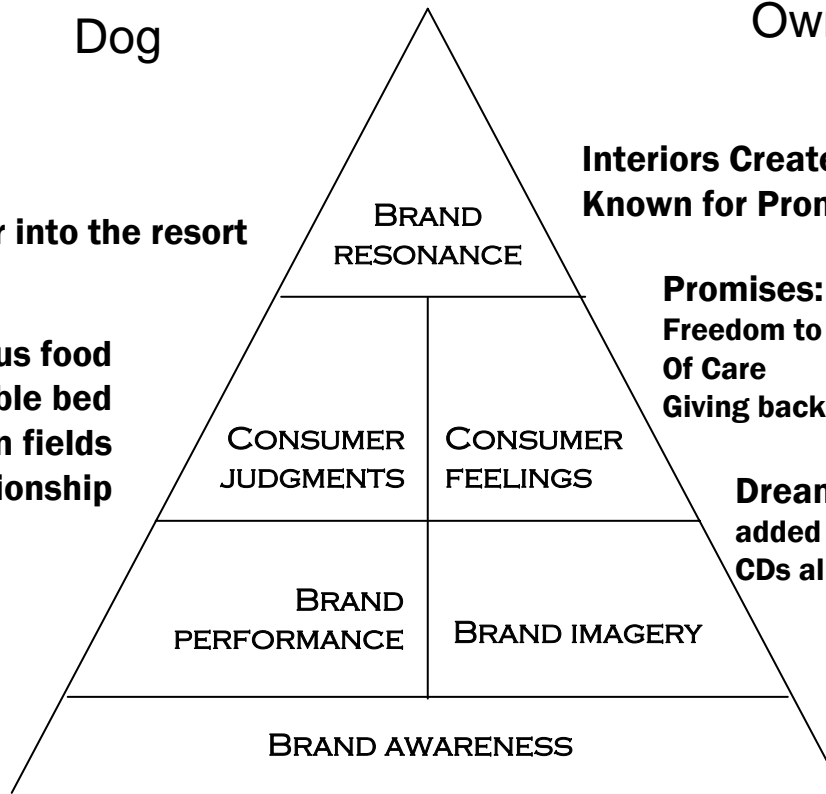 Dog
Own
r into the resort
us food
ble bed
n fields
ionship
BRAND
RESONANCE
CONSUMER
JUDGMENTS
CONSUMER
FEELINGS
BRAND
PERFORMANCE
BRAND IMAGERY
BRAND AWARENESS
Interiors Create
Known for Pron
Promises:
Freedom to
Of Care
Giving back
Drean
added
CDs al